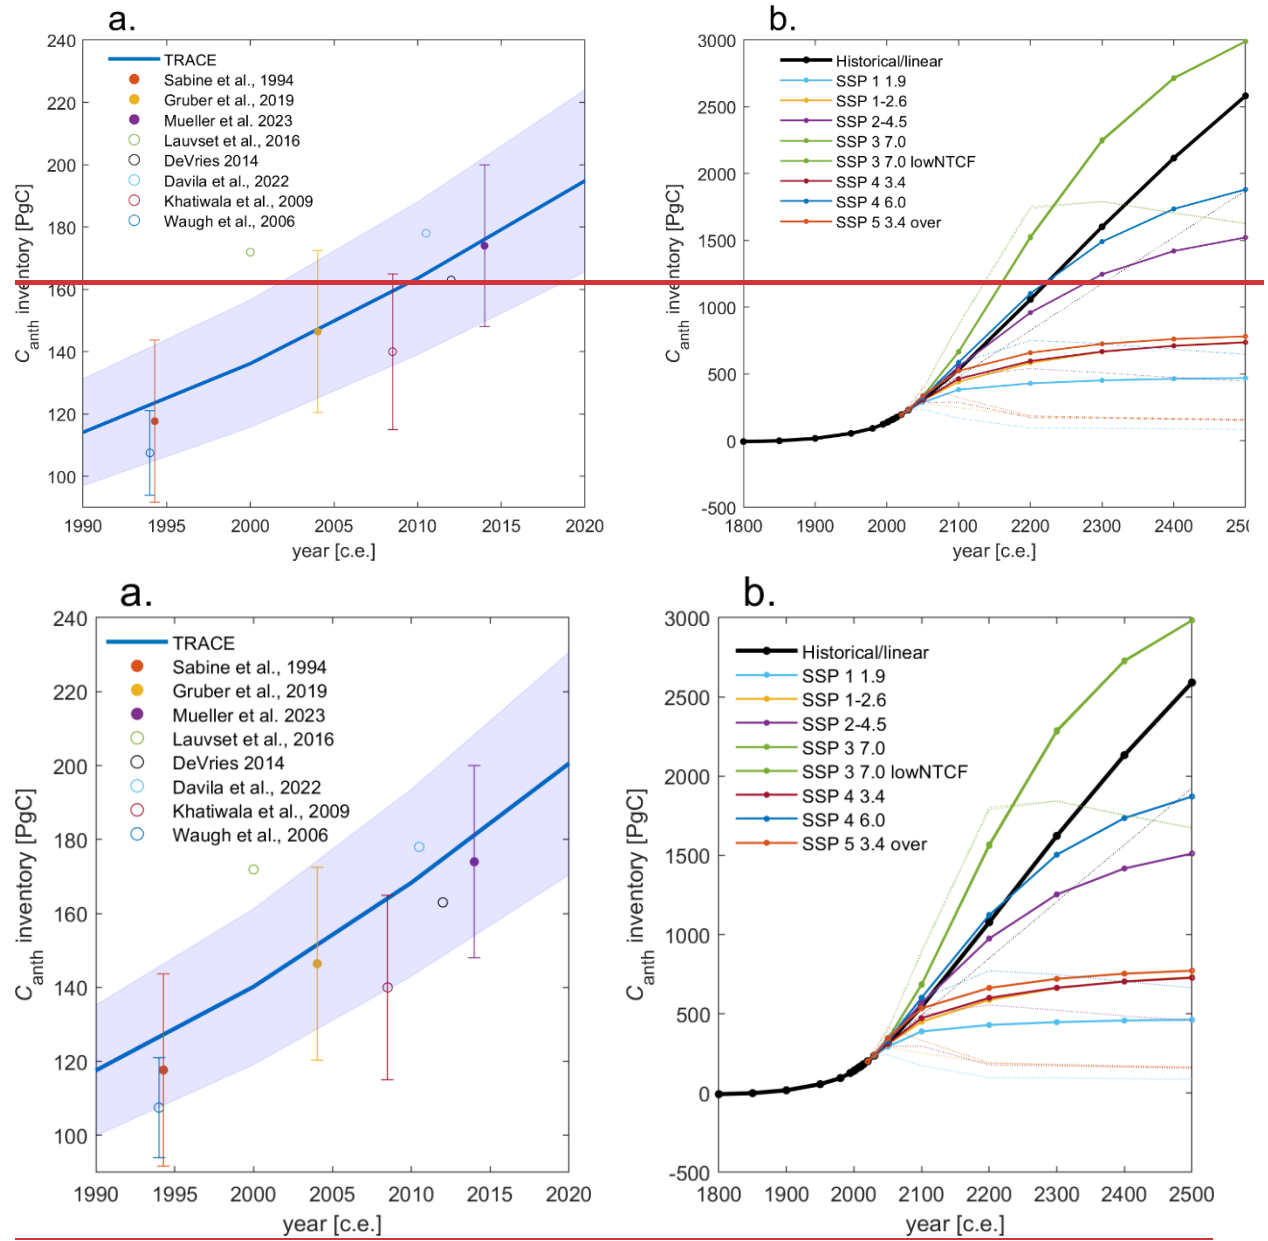 a.
240
220
200
180
160
140
120
100
1990 1995 2000 2005 2010 2015 2020
year [c.e.]
Canth inventory [PgC]
TRACE
Sabine et al., 1994
Gruber et al., 2019
Mueller et al. 2023
Lauvset et al., 2016
DeVries 2014
Davila et al., 2022
Khatiwala et al., 2009
Waugh et al., 2006
b.
3000
2500
2000
1500
1000
500
0
-500
1800 1900 2000 2100 2200 2300 2400 250
year [c.e.]
Canth inventory [PgC]
Historical/linear
SSP 1 1.9
SSP 1-2.6
SSP 2-4.5
SSP 3 7.0
SSP 3 7.0 lowNTCF
SSP 4 3.4
SSP 4 6.0
SSP 5 3.4 over
a.
240
220
200
180
160
140
120
100
1990 1995 2000 2005 2010 2015 2020
year [c.e.]
Canth inventory [PgC]
TRACE
Sabine et al., 1994
Gruber et al., 2019
Mueller et al. 2023
Lauvset et al., 2016
DeVries 2014
Davila et al., 2022
Khatiwala et al., 2009
Waugh et al., 2006
b.
3000
2500
2000
1500
1000
500
0
-500
1800 1900 2000 2100 2200 2300 2400 2500
year [c.e.]
Canth inventory [PgC]
Historical/linear
SSP 1 1.9
SSP 1-2.6
SSP 2-4.5
SSP 3 7.0
SSP 3 7.0 lowNTCF
SSP 4 3.4
SSP 4 6.0
SSP 5 3.4 over